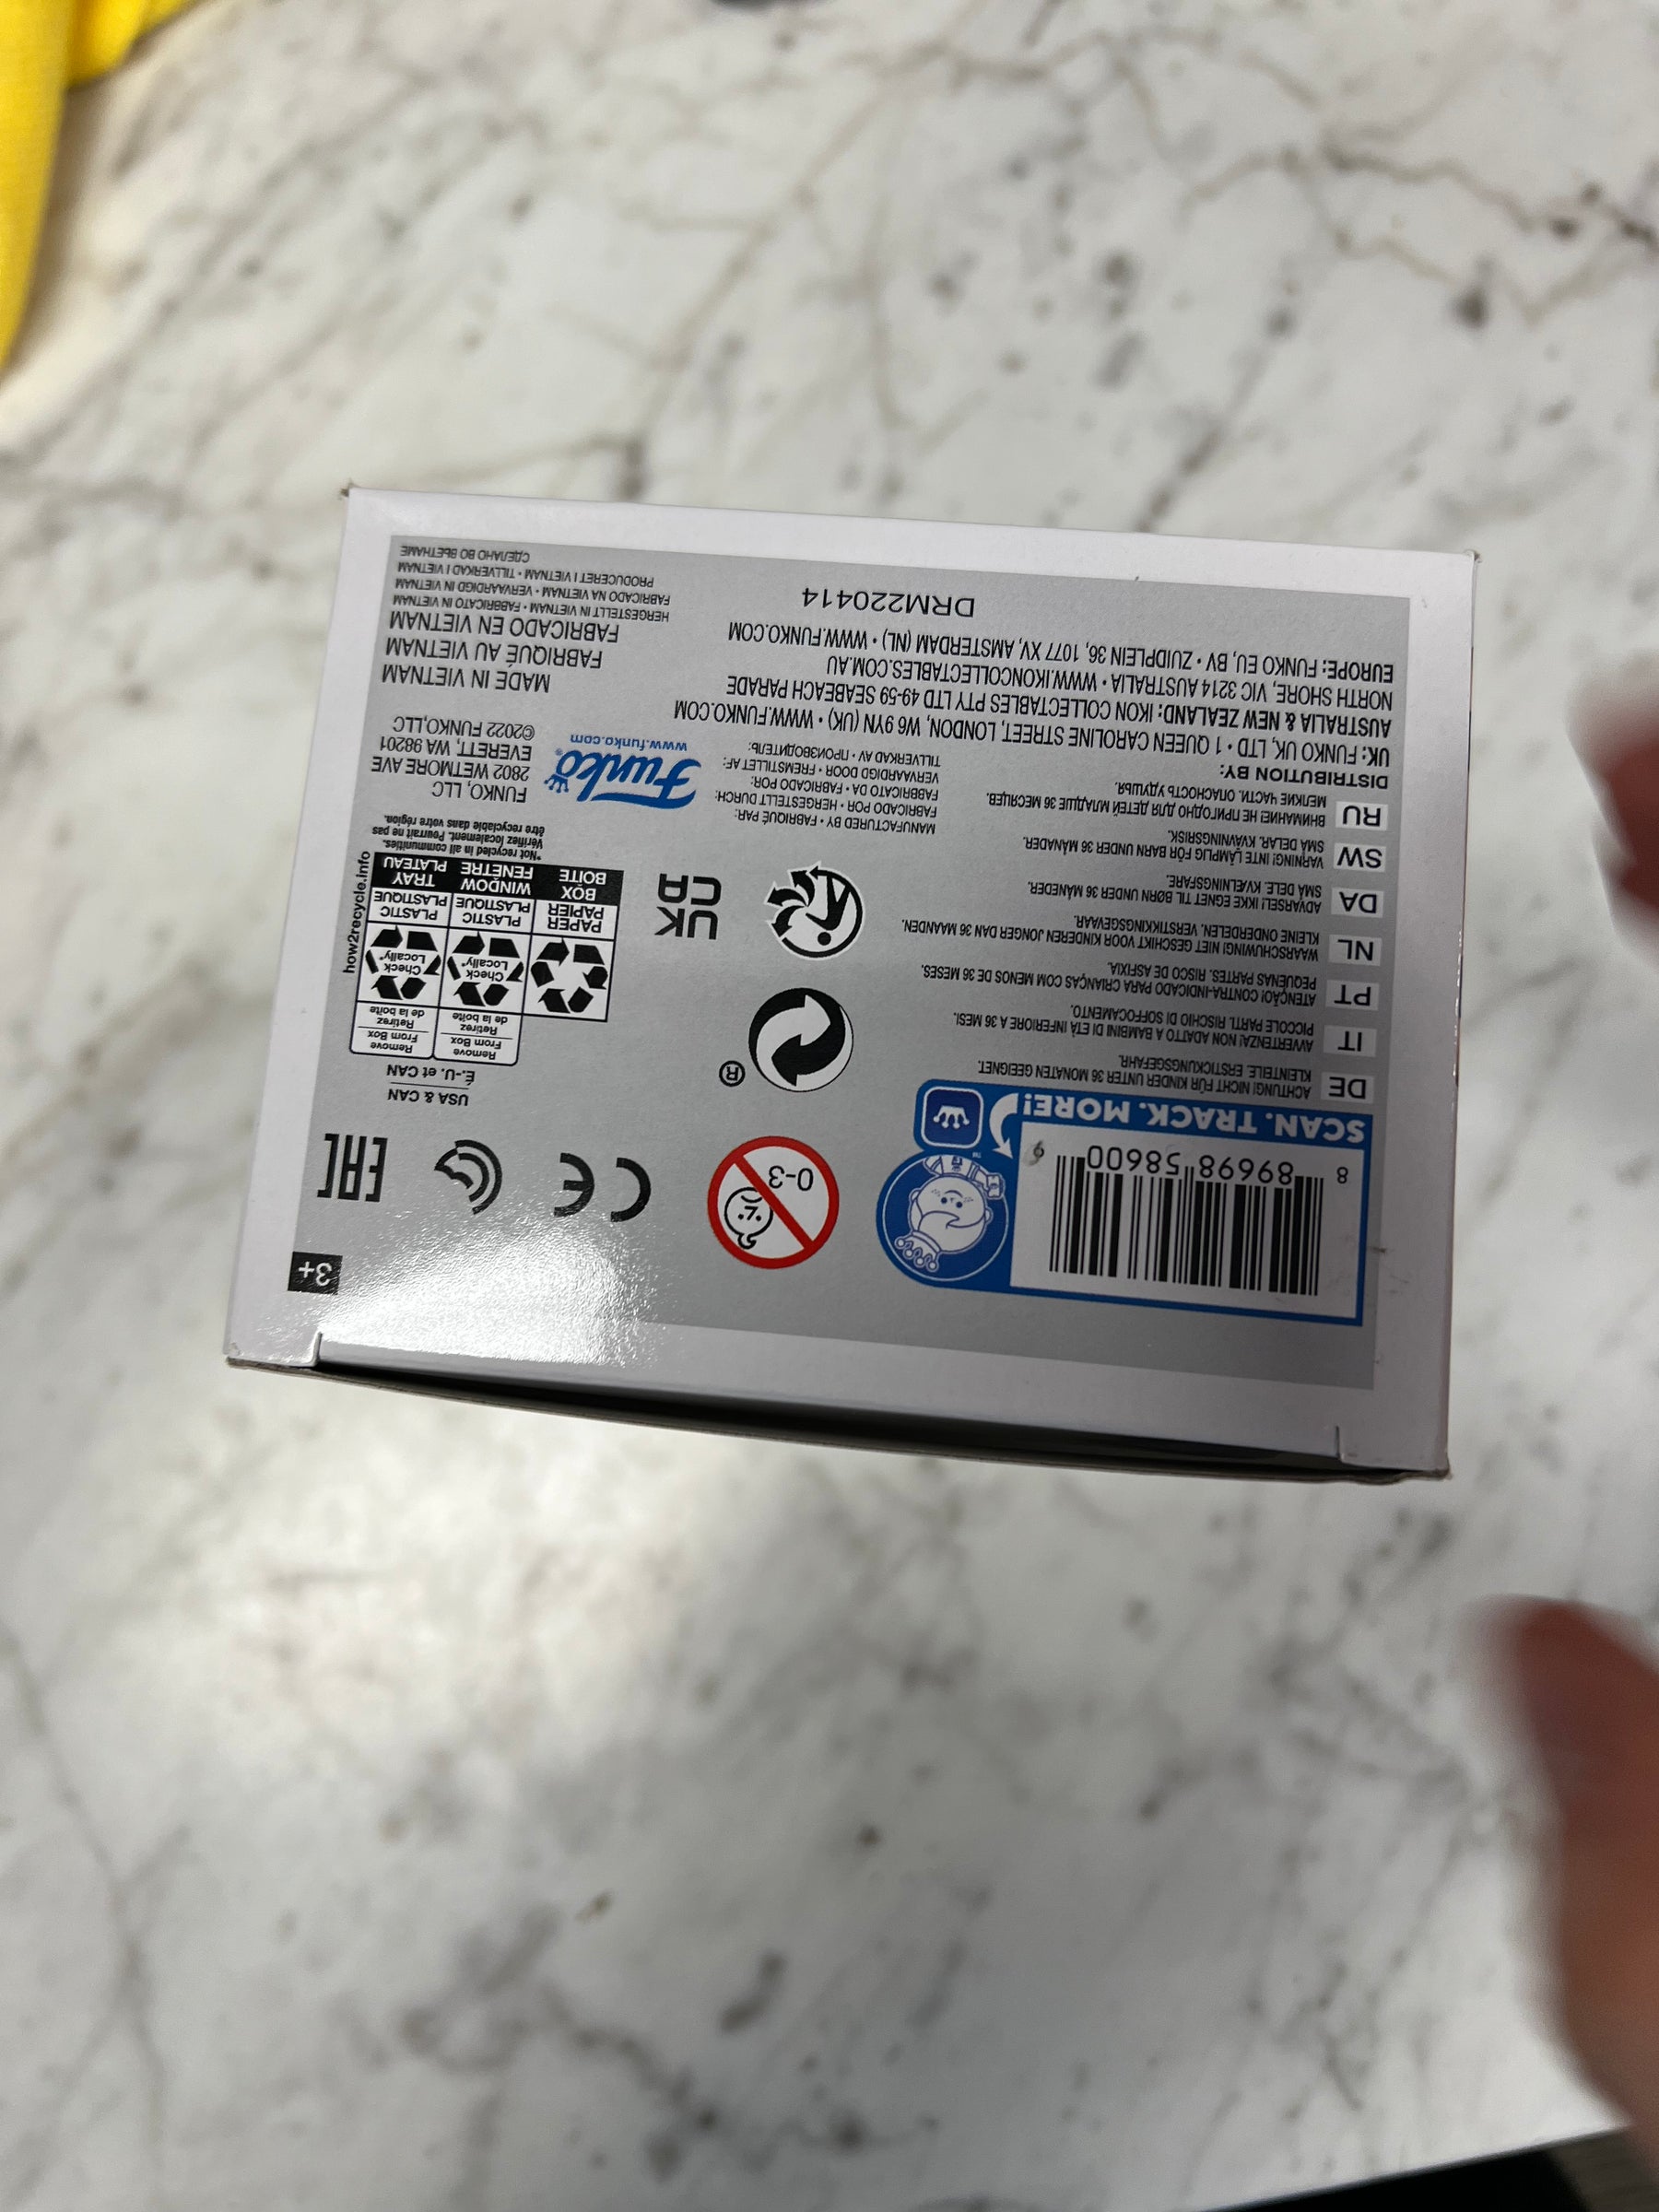 8 89698 58600 9
SCAN. TRACK. MORE!
™
0-3
CE
EAC
3+
DE
ACHTUNG! NICHT FÜR KINDER UNTER 36 MONATEN GEEIGNET.
KLEINTEILE. ERSTICKUNGSGEFAHR.
IT
AVVERTENZA! NON ADATTO A BAMBINI DI ETÀ INFERIORE A 36 MESI.
PICCOLE PARTI. RISCHIO DI SOFFOCAMENTO.
PT
ATENÇÃO! CONTRA-INDICADO PARA CRIANÇAS COM MENOS DE 36 MESES.
PEQUENAS PARTES. RISCO DE ASFIXIA.
NL
WAARSCHUWING! NIET GESCHIKT VOOR KINDEREN JONGER DAN 36 MAANDEN.
KLEINE ONDERDELEN. VERSTIKKINGSGEVAAR.
DA
ADVARSEL! IKKE EGNET TIL BØRN UNDER 36 MÅNEDER.
SMÅ DELE. KVÆLNINGSFARE.
SW
VARNING! INTE LÄMPLIG FÖR BARN UNDER 36 MÅNADER.
SMÅ DELAR. KVÄVNINGSRISK.
RU
ВНИМАНИЕ! НЕ ПРИГОДНО ДЛЯ ДЕТЕЙ МЛАДШЕ 36 МЕСЯЦЕВ.
МЕЛКИЕ ЧАСТИ. ОПАСНОСТЬ УДУШЬЯ.
®
UK
CA
USA & CAN
É.-U. et CAN
Remove
From Box
Retirez
de la boîte
Remove
From Box
Retirez
de la boîte
Check
Locally*
Check
Locally*
PAPER
PAPIER
BOX
BOÎTE
PLASTIC
PLASTIQUE
WINDOW
FENÊTRE
PLASTIC
PLASTIQUE
TRAY
PLATEAU
how2recycle.info
*Not recycled in all communities.
Vérifiez localement. Pourrait ne pas
être recyclable dans votre région.
MANUFACTURED BY • FABRIQUÉ PAR:
FABRICADO POR • HERGESTELLT DURCH:
FABBRICATO DA • FABRICADO POR:
VERVAARDIGD DOOR • FREMSTILLET AF:
TILLVERKAD AV • ПРОИЗВОДИТЕЛЬ:
Funko®
www.funko.com
FUNKO, LLC
2802 WETMORE AVE
EVERETT, WA 98201
©2022 FUNKO,LLC
DISTRIBUTION BY:
UK: FUNKO UK, LTD • 1 QUEEN CAROLINE STREET, LONDON, W6 9YN (UK) • WWW.FUNKO.COM
AUSTRALIA & NEW ZEALAND: IKON COLLECTABLES PTY LTD 49-59 SEABEACH PARADE
NORTH SHORE, VIC 3214 AUSTRALIA • WWW.IKONCOLLECTABLES.COM.AU
EUROPE: FUNKO EU, BV • ZUIDPLEIN 36, 1077 XV, AMSTERDAM (NL) • WWW.FUNKO.COM
DRM220414
MADE IN VIETNAM
FABRIQUÉ AU VIETNAM
FABRICADO EN VIETNAM
HERGESTELLT IN VIETNAM • FABBRICATO IN VIETNAM
FABRICADO NA VIETNAM • VERVAARDIGD IN VIETNAM
PRODUCERET I VIETNAM • TILLVERKAD I VIETNAM
СДЕЛАНО ВО ВЬЕТНАМЕ